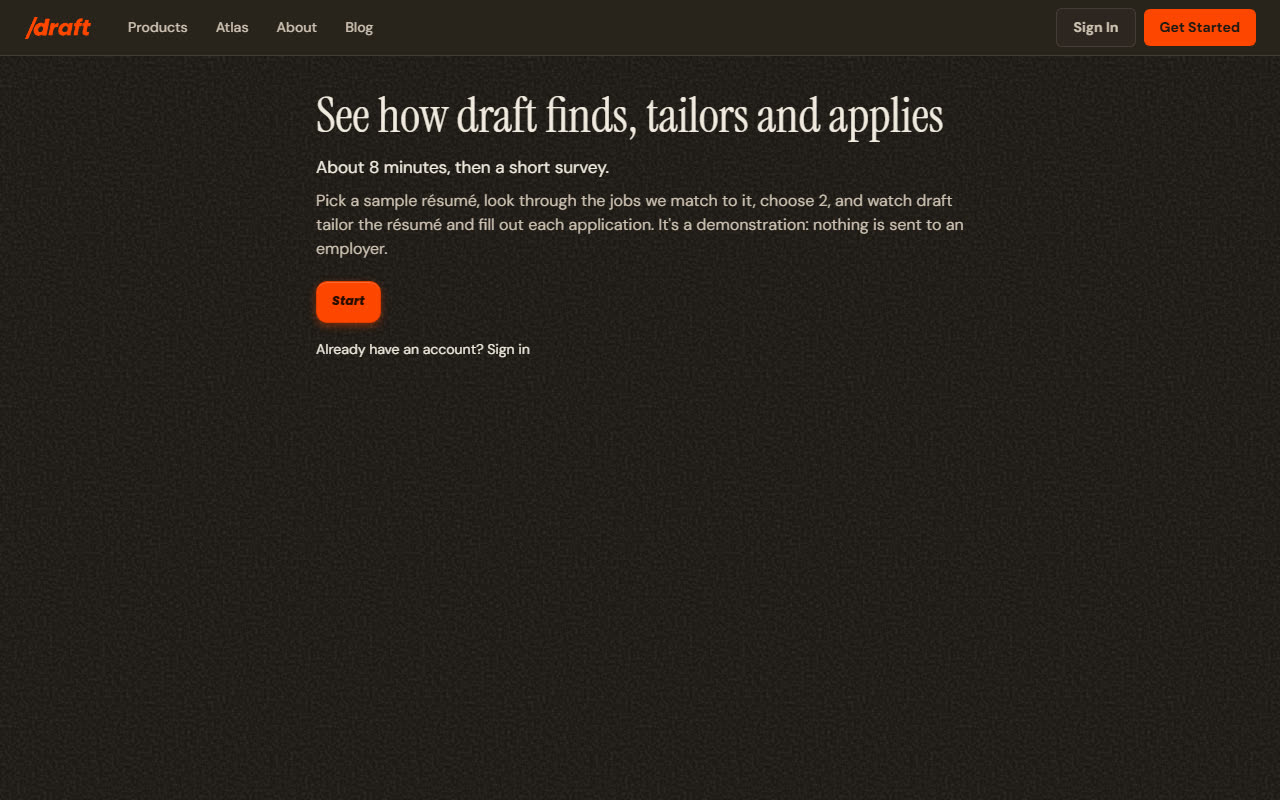 /draft
Products
Atlas
About
Blog
Sign In
Get Started
See how draft finds, tailors and applies
About 8 minutes, then a short survey.
Pick a sample résumé, look through the jobs we match to it, choose 2, and watch draft
tailor the résumé and fill out each application. It's a demonstration: nothing is sent to an
employer.
Start
Already have an account? Sign in